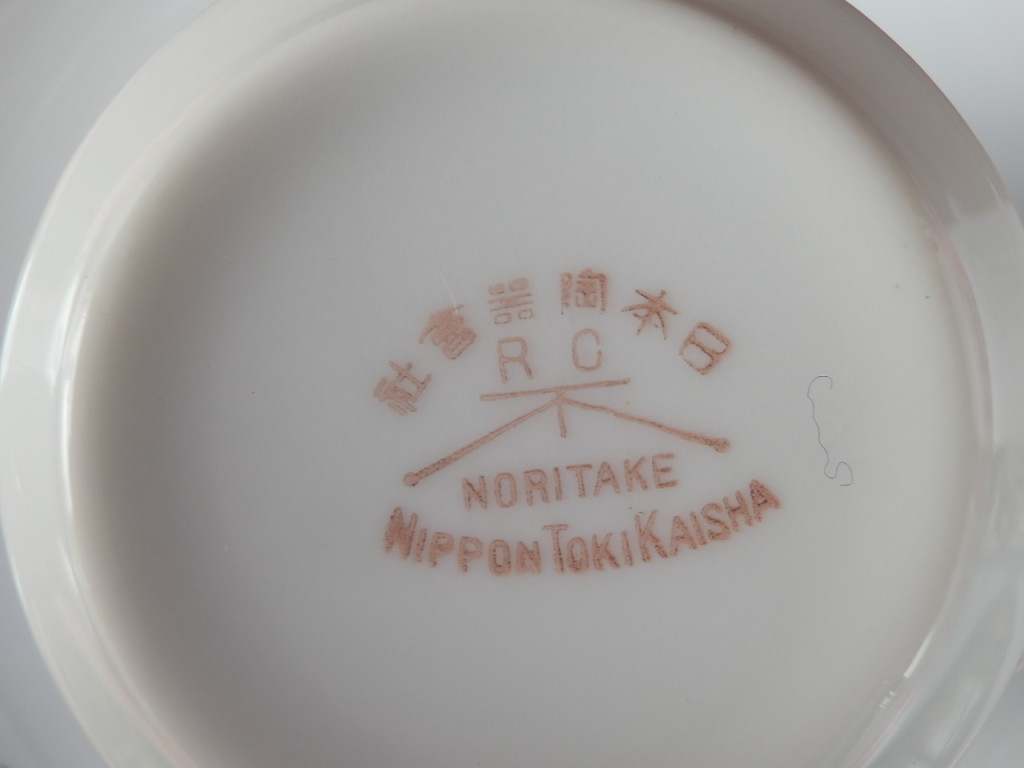 日本陶器會社
R C
NORITAKE
NIPPON TOKI KAISHA